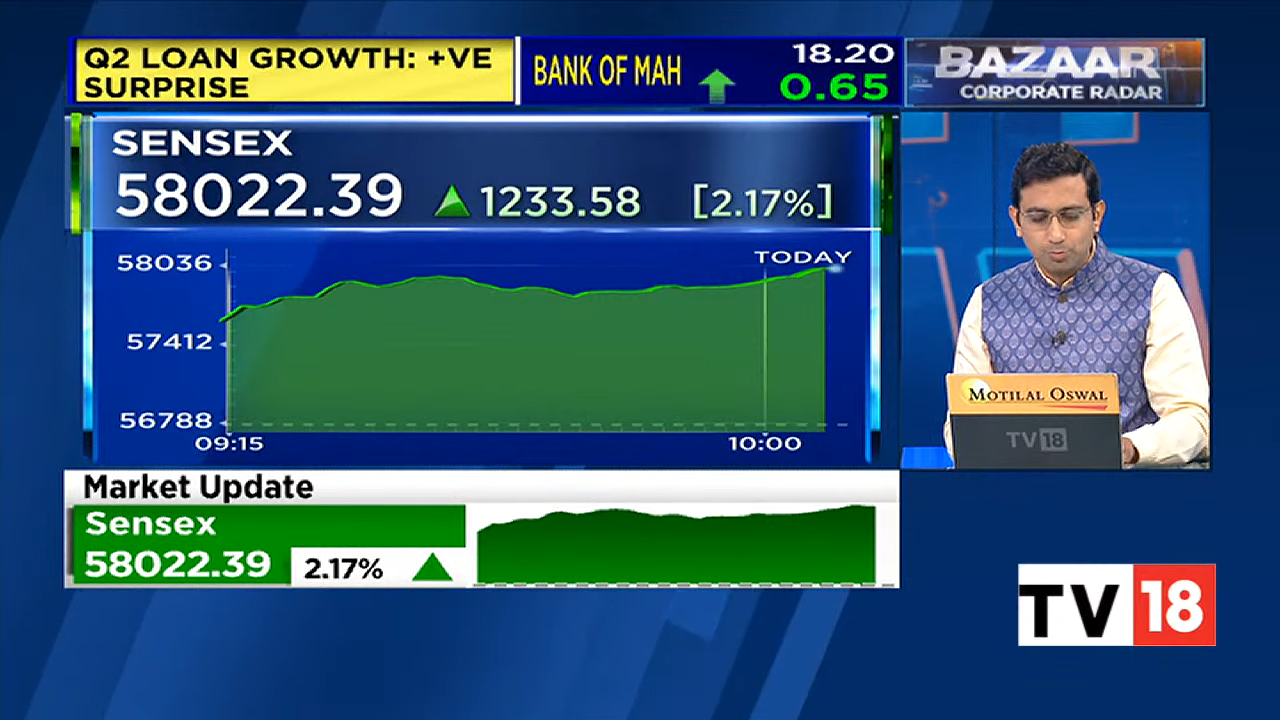 Q2 LOAN GROWTH: +VE
SURPRISE
BANK OF MAH
18.20
0.65
BAZAAR
CORPORATE RADAR
SENSEX
58022.39 1233.58 [2.17%]
TODAY
58036
57412
56788
09:15 10:00
MOTILAL OSWAL
TV18
Market Update
Sensex
58022.39 2.17%
TV18